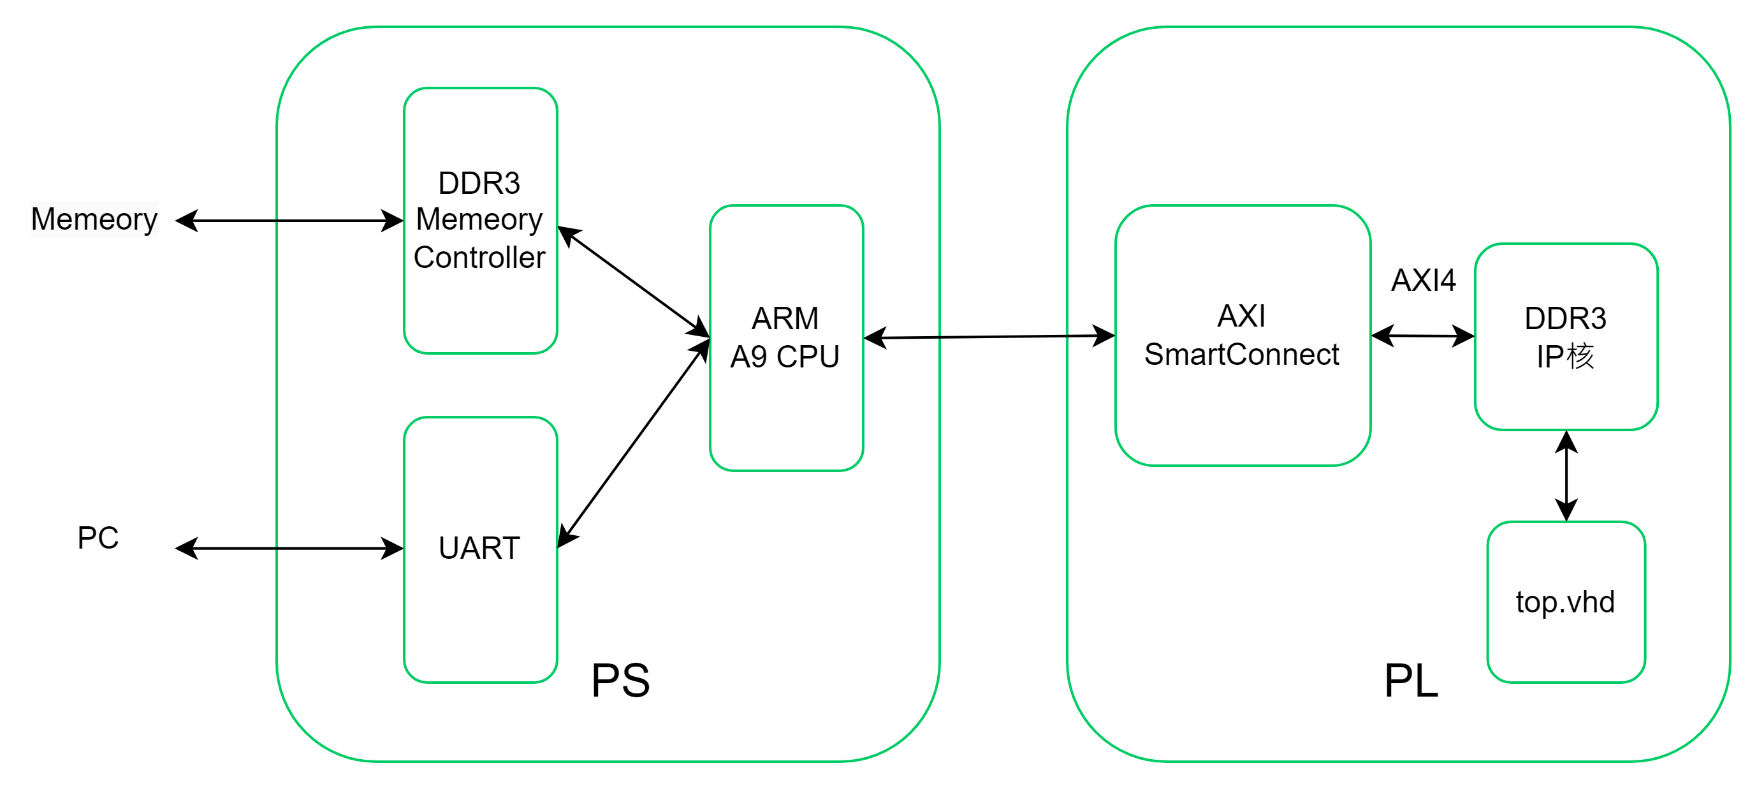 Memeory
DDR3
Memeory
Controller
PC
UART
ARM
A9 CPU
PS
AXI
SmartConnect
AXI4
DDR3
IP核
top.vhd
PL